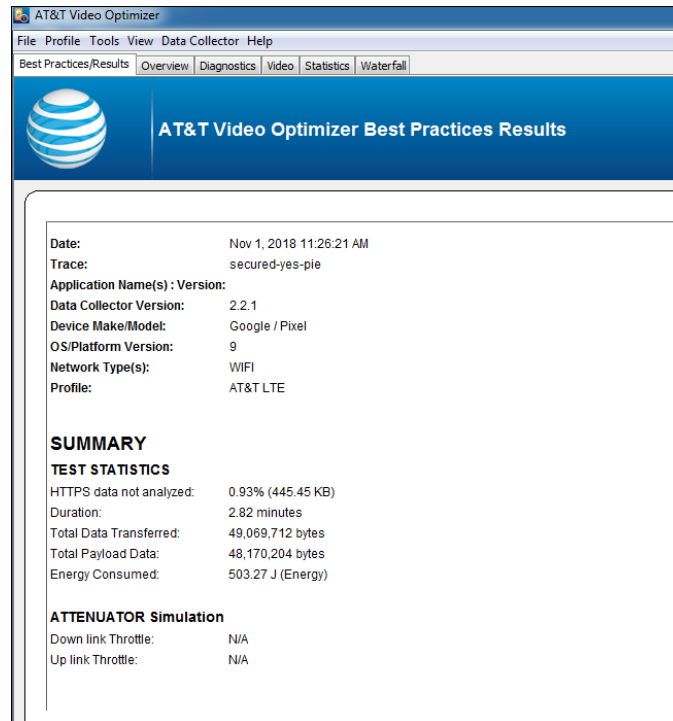 AT&T Video Optimizer
File Profile Tools View Data Collector Help
Best Practices/Results Overview Diagnostics Video Statistics Waterfall
AT&T Video Optimizer Best Practices Results
Date: Nov 1, 2018 11:26:21 AM
Trace: secured-yes-pie
Application Name(s) : Version:
Data Collector Version: 2.2.1
Device Make/Model: Google / Pixel
OS/Platform Version: 9
Network Type(s): WIFI
Profile: AT&T LTE
SUMMARY
TEST STATISTICS
HTTPS data not analyzed: 0.93% (445.45 KB)
Duration: 2.82 minutes
Total Data Transferred: 49,069,712 bytes
Total Payload Data: 48,170,204 bytes
Energy Consumed: 503.27 J (Energy)
ATTENUATOR Simulation
Down link Throttle: N/A
Up link Throttle: N/A